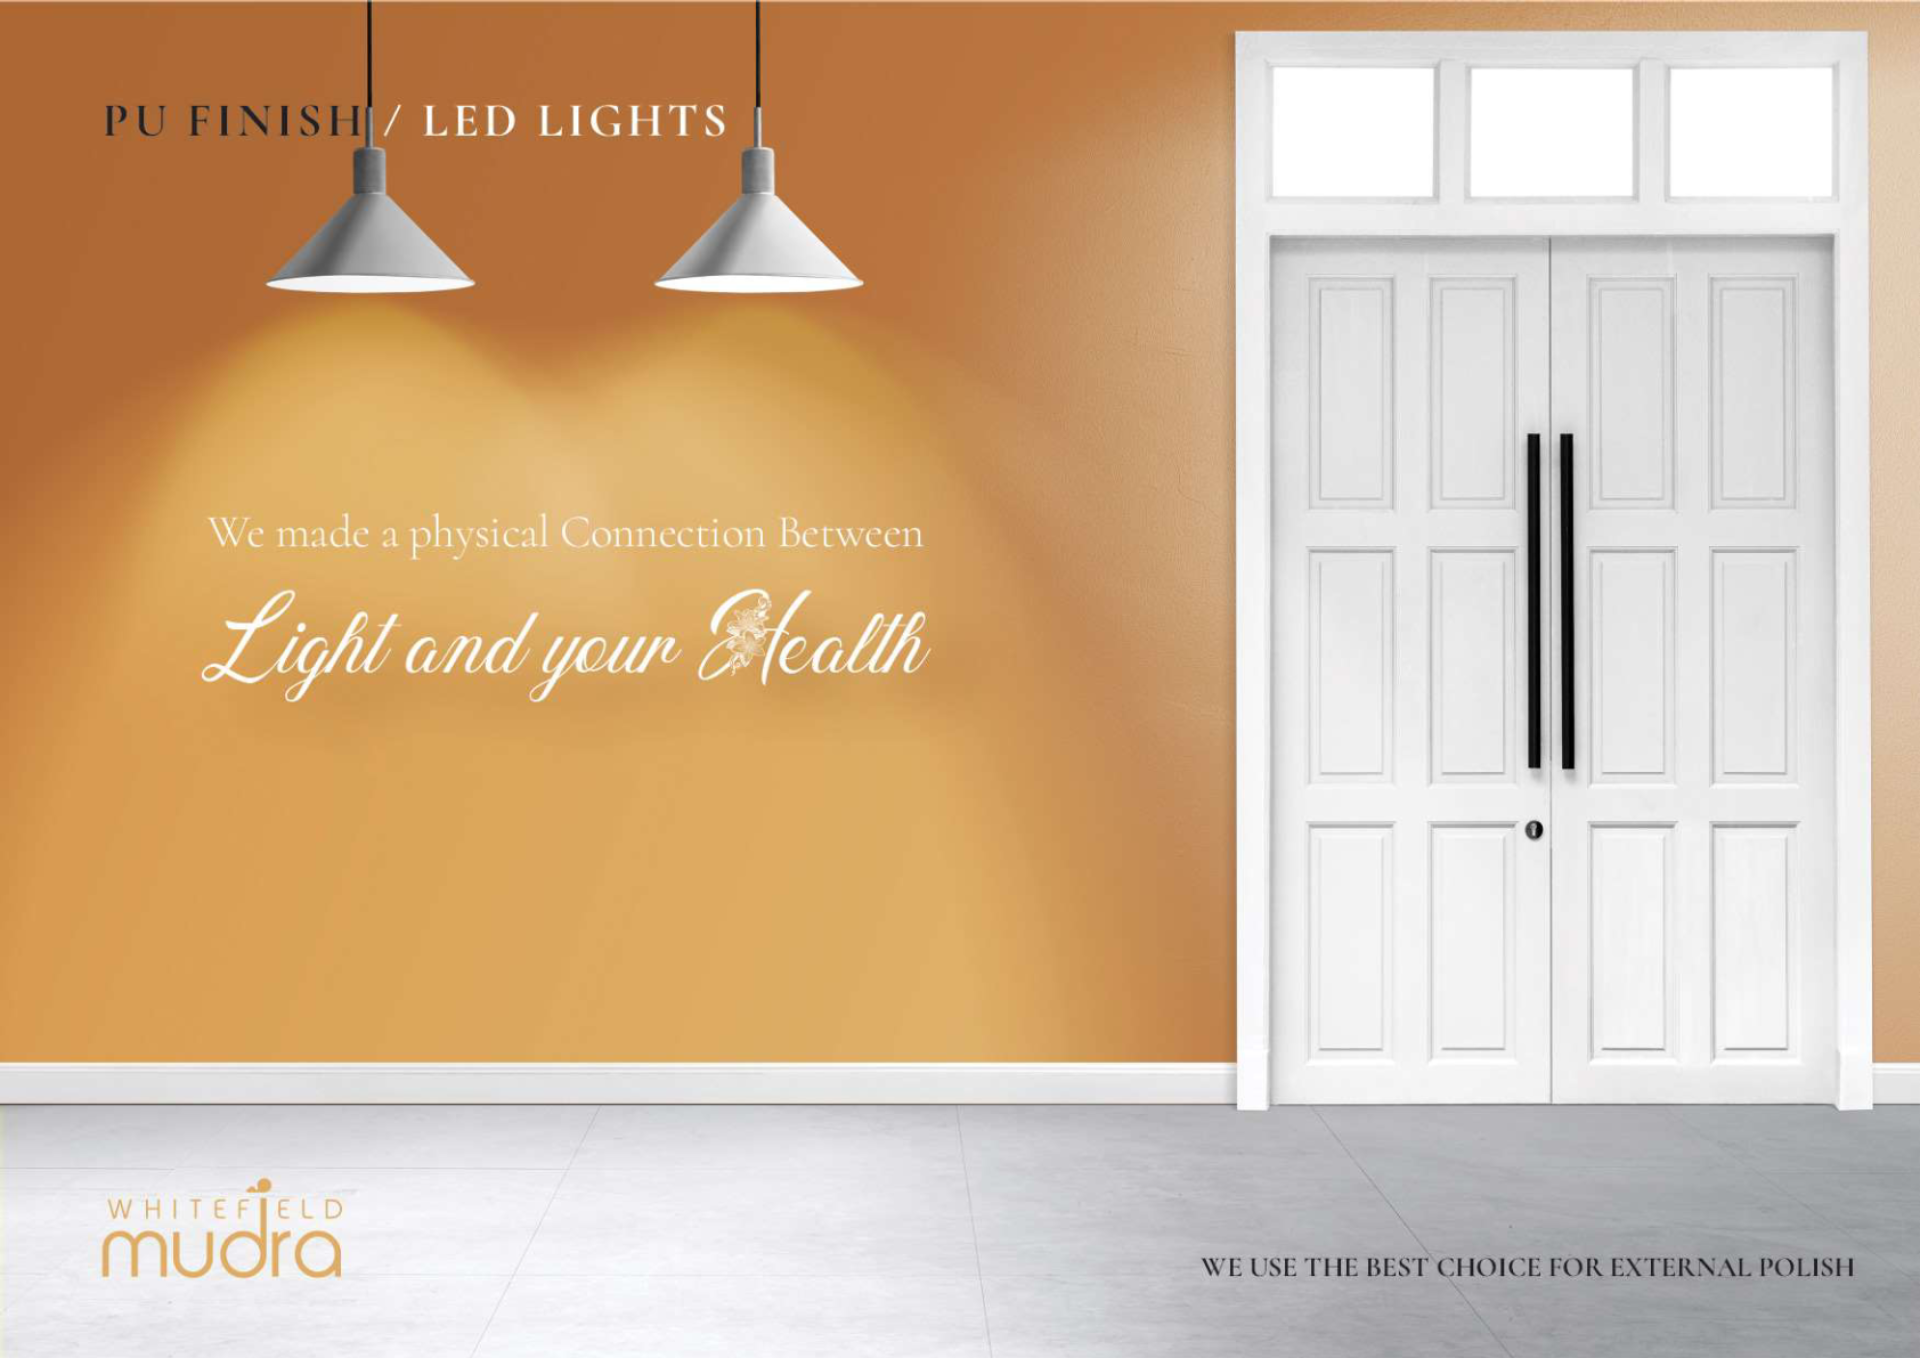 PU FINISH / LED LIGHTS
We made a physical Connection Between
Light and your Health
WHITEFIELD
mudra
WE USE THE BEST CHOICE FOR EXTERNAL POLISH